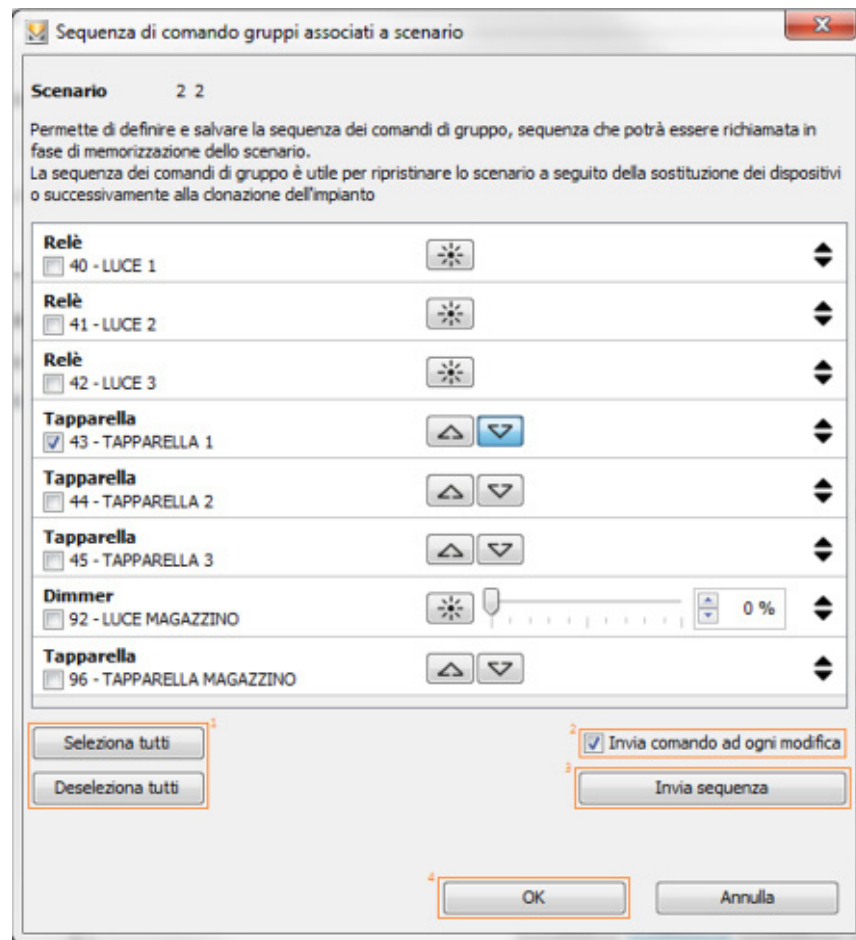 Sequenza di comando gruppi associati a scenario
Scenario 2 2
Permette di definire e salvare la sequenza dei comandi di gruppo, sequenza che potrà essere richiamata in
fase di memorizzazione dello scenario.
La sequenza dei comandi di gruppo è utile per ripristinare lo scenario a seguito della sostituzione dei dispositivi
o successivamente alla clonazione dell'impianto
Relè
40 - LUCE 1
Relè
41 - LUCE 2
Relè
42 - LUCE 3
Tapparella
43 - TAPPARELLA 1
Tapparella
44 - TAPPARELLA 2
Tapparella
45 - TAPPARELLA 3
Dimmer
92 - LUCE MAGAZZINO
0 %
Tapparella
96 - TAPPARELLA MAGAZZINO
1
Seleziona tutti
Deseleziona tutti
2
Invia comando ad ogni modifica
3
Invia sequenza
4
OK
Annulla